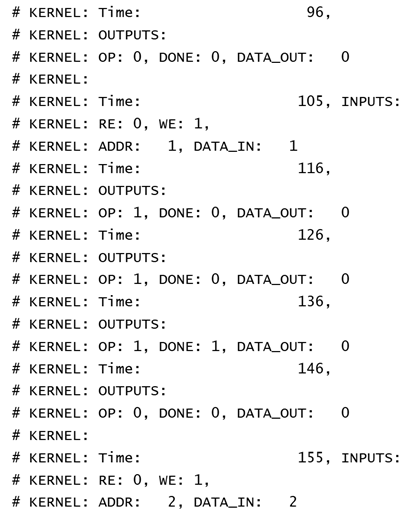 # KERNEL: Time: 96,
# KERNEL: OUTPUTS:
# KERNEL: OP: 0, DONE: 0, DATA_OUT: 0
# KERNEL:
# KERNEL: Time: 105, INPUTS:
# KERNEL: RE: 0, WE: 1,
# KERNEL: ADDR: 1, DATA_IN: 1
# KERNEL: Time: 116,
# KERNEL: OUTPUTS:
# KERNEL: OP: 1, DONE: 0, DATA_OUT: 0
# KERNEL: Time: 126,
# KERNEL: OUTPUTS:
# KERNEL: OP: 1, DONE: 0, DATA_OUT: 0
# KERNEL: Time: 136,
# KERNEL: OUTPUTS:
# KERNEL: OP: 1, DONE: 1, DATA_OUT: 0
# KERNEL: Time: 146,
# KERNEL: OUTPUTS:
# KERNEL: OP: 0, DONE: 0, DATA_OUT: 0
# KERNEL:
# KERNEL: Time: 155, INPUTS:
# KERNEL: RE: 0, WE: 1,
# KERNEL: ADDR: 2, DATA_IN: 2